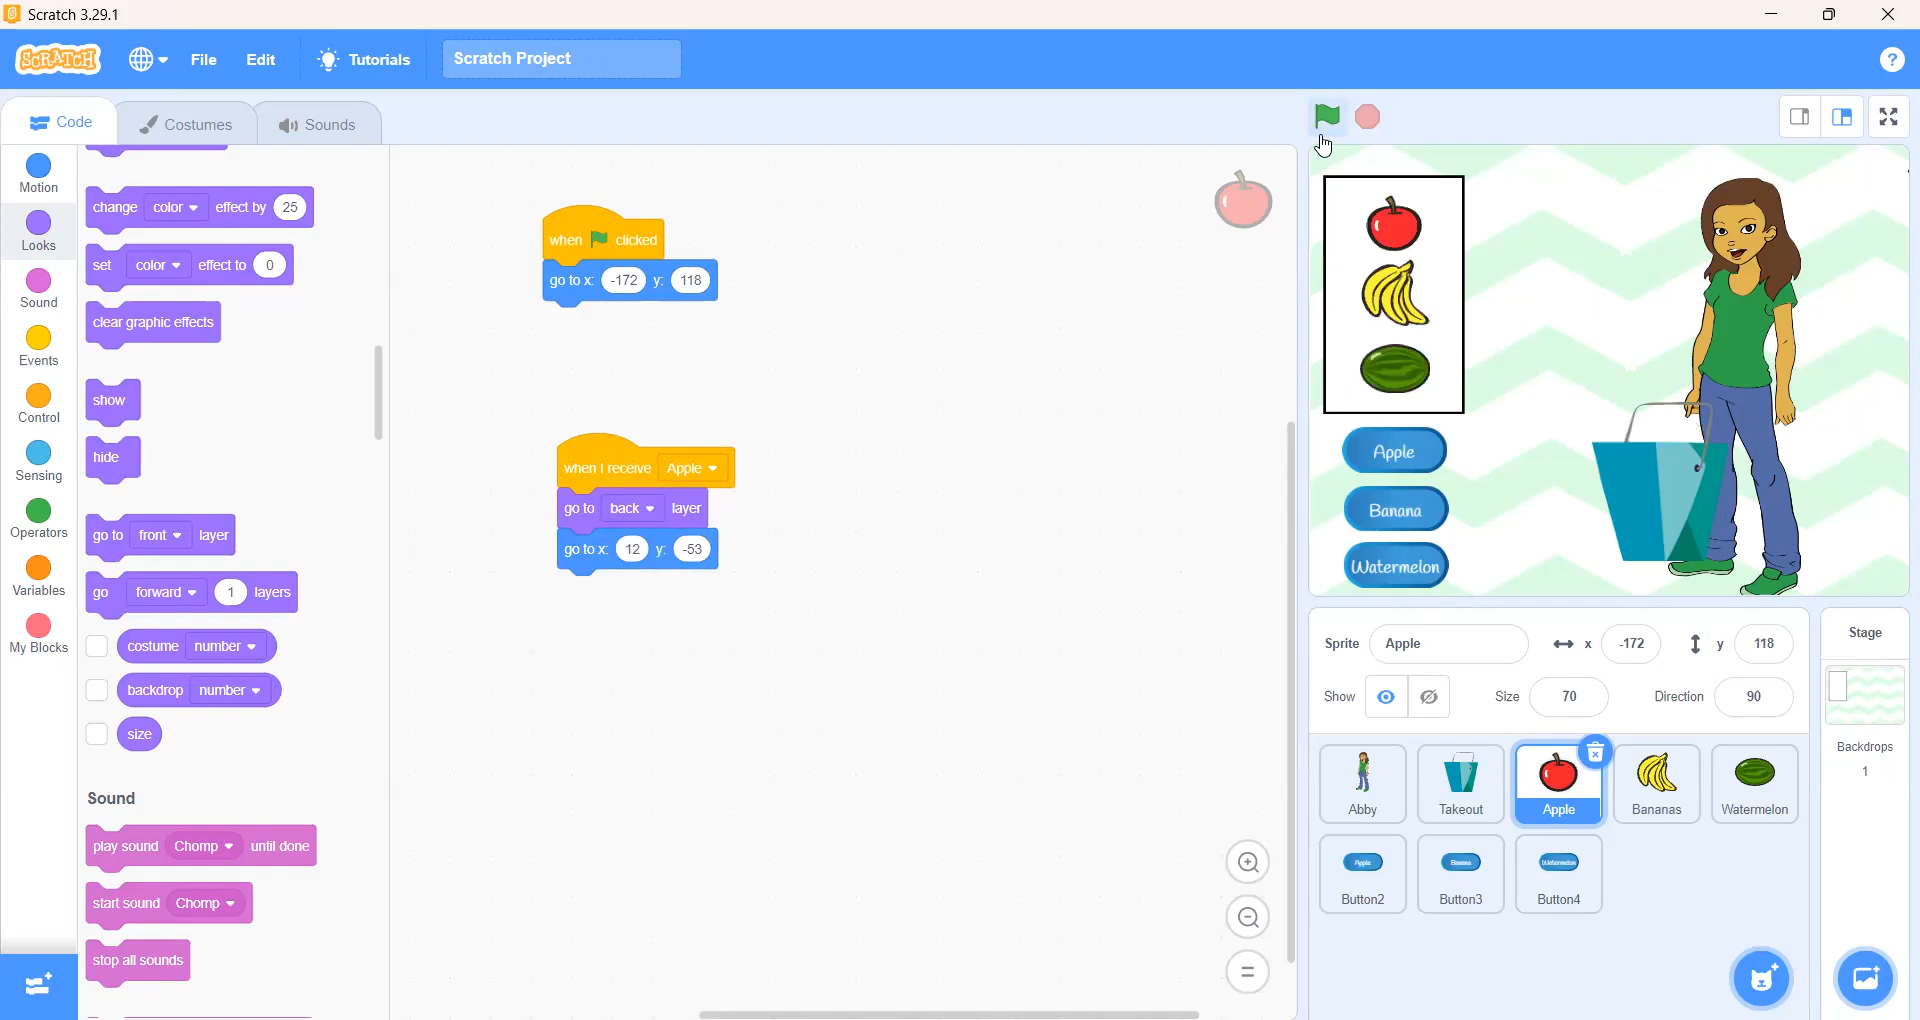 Scratch 3.29.1
SCRATCH File Edit Tutorials Scratch Project ?
Code Costumes Sounds
Motion
Looks
Sound
Events
Control
Sensing
Operators
Variables
My Blocks
change color effect by 25
set color effect to 0
clear graphic effects
show
hide
go to front layer
go forward 1 layers
costume number
backdrop number
size
Sound
play sound Chomp until done
start sound Chomp
stop all sounds
when clicked
go to x: -172 y: 118
when I receive Apple
go to back layer
go to x: 12 y: -53
Apple
Banana
Watermelon
Sprite Apple x -172 y 118
Show Size 70 Direction 90
Abby Takeout Apple Bananas Watermelon
Apple Banana Watermelon
Button2 Button3 Button4
Stage
Backdrops
1